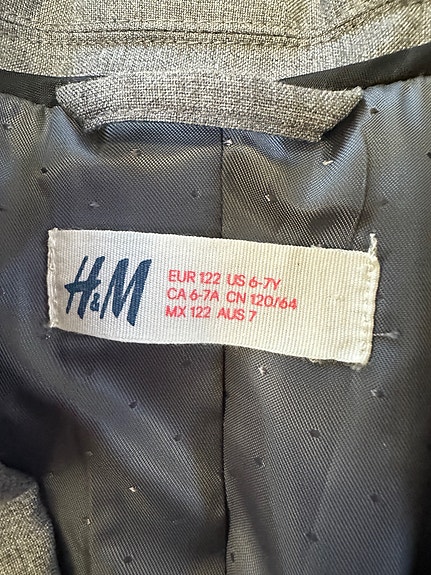 H&M
EUR 122 US 6-7Y
CA 6-7A CN 120/64
MX 122 AUS 7